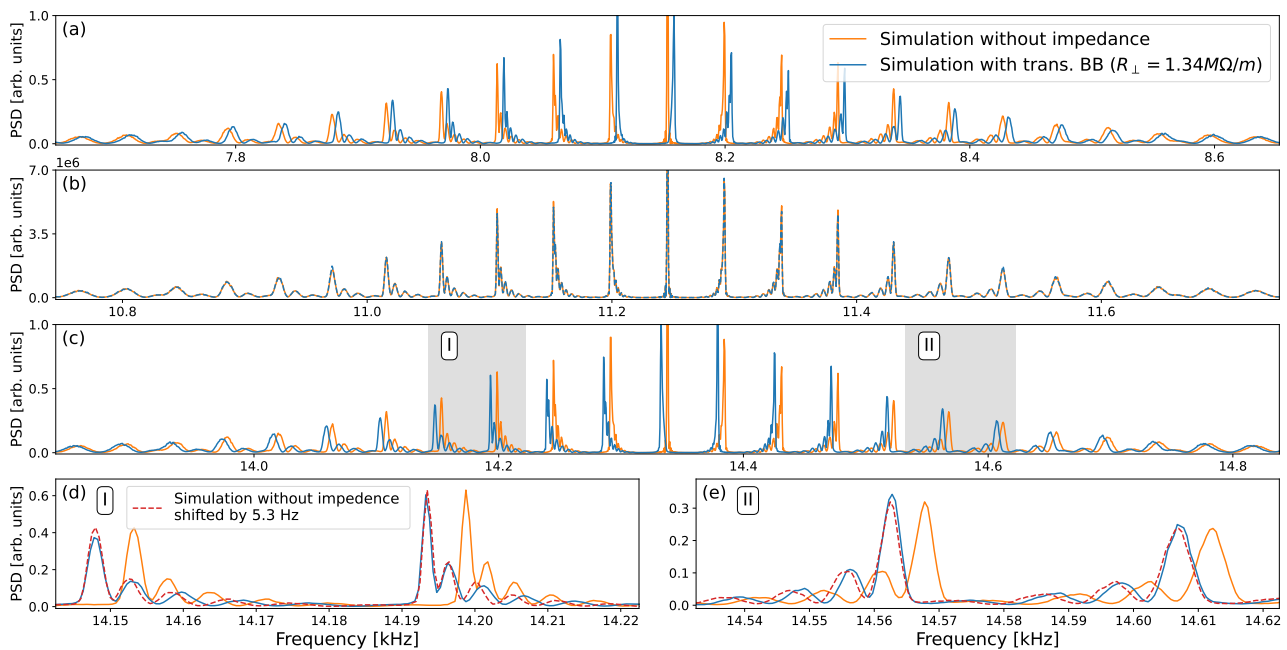 PSD [arb. units]
1.0
0.5
0.0
(a)
Simulation without impedance
Simulation with trans. BB (R⊥ = 1.34MΩ/m)
7.8
8.0
8.2
8.4
8.6
1e6
PSD [arb. units]
7.0
3.5
0.0
(b)
10.8
11.0
11.2
11.4
11.6
PSD [arb. units]
1.0
0.5
0.0
(c)
I
II
14.0
14.2
14.4
14.6
14.8
PSD [arb. units]
0.6
0.4
0.2
0.0
(d)
I
Simulation without impedence
shifted by 5.3 Hz
14.15
14.16
14.17
14.18
14.19
14.20
14.21
14.22
Frequency [kHz]
(e)
II
0.3
0.2
0.1
0.0
14.54
14.55
14.56
14.57
14.58
14.59
14.60
14.61
14.62
Frequency [kHz]